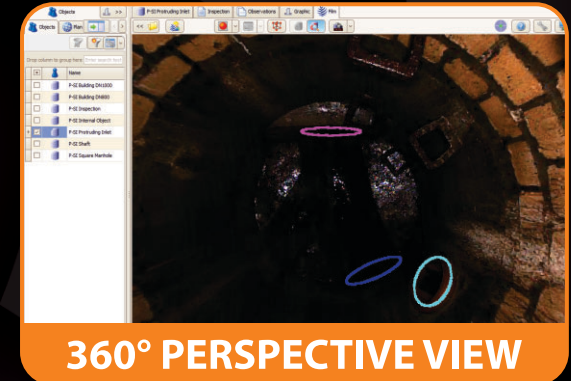 Objects >>
P-02 Protruding Inlet Inspection Observations Graphic Film
Objects Plan
<<
Drop column to group here Enter search text
Name
P-02 Building DN1000
P-02 Building DN800
P-02 Inspection
P-02 Internal Object
P-02 Protruding Inlet
P-02 Shaft
P-02 Square Manhole
360° PERSPECTIVE VIEW